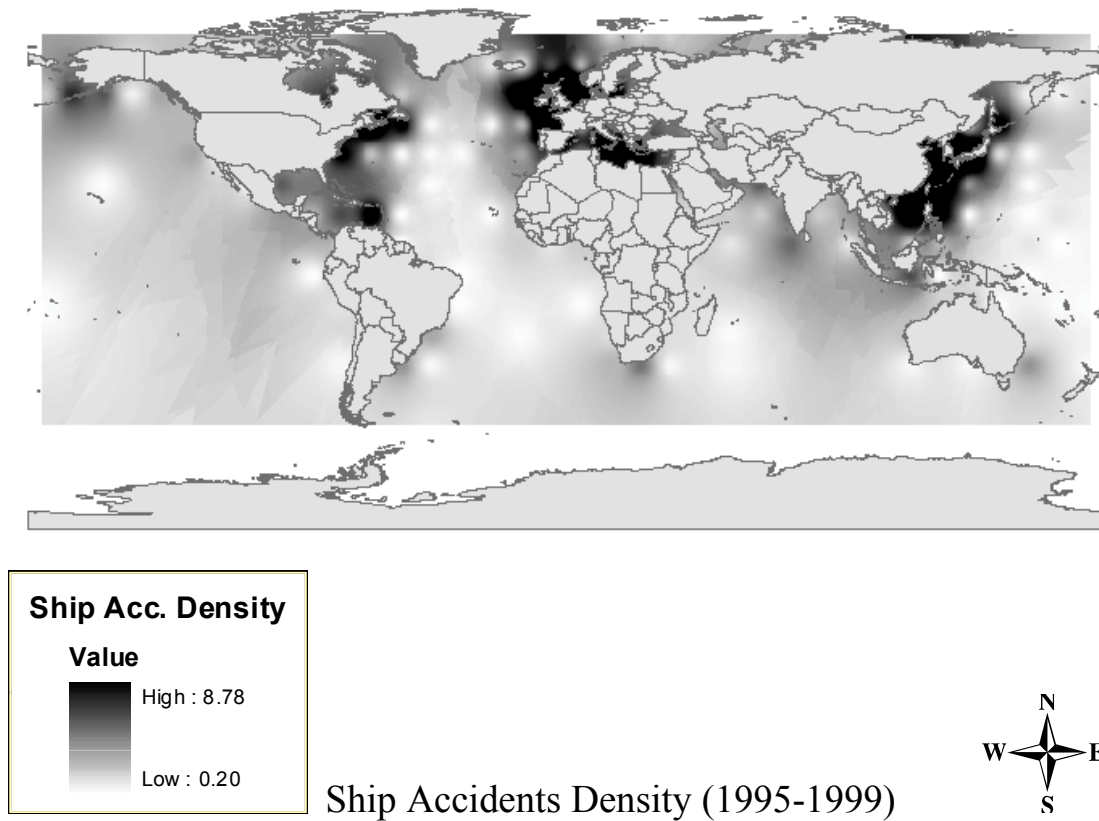 Ship Acc. Density
Value
High : 8.78
Low : 0.20
Ship Accidents Density (1995-1999)
N
W E
S